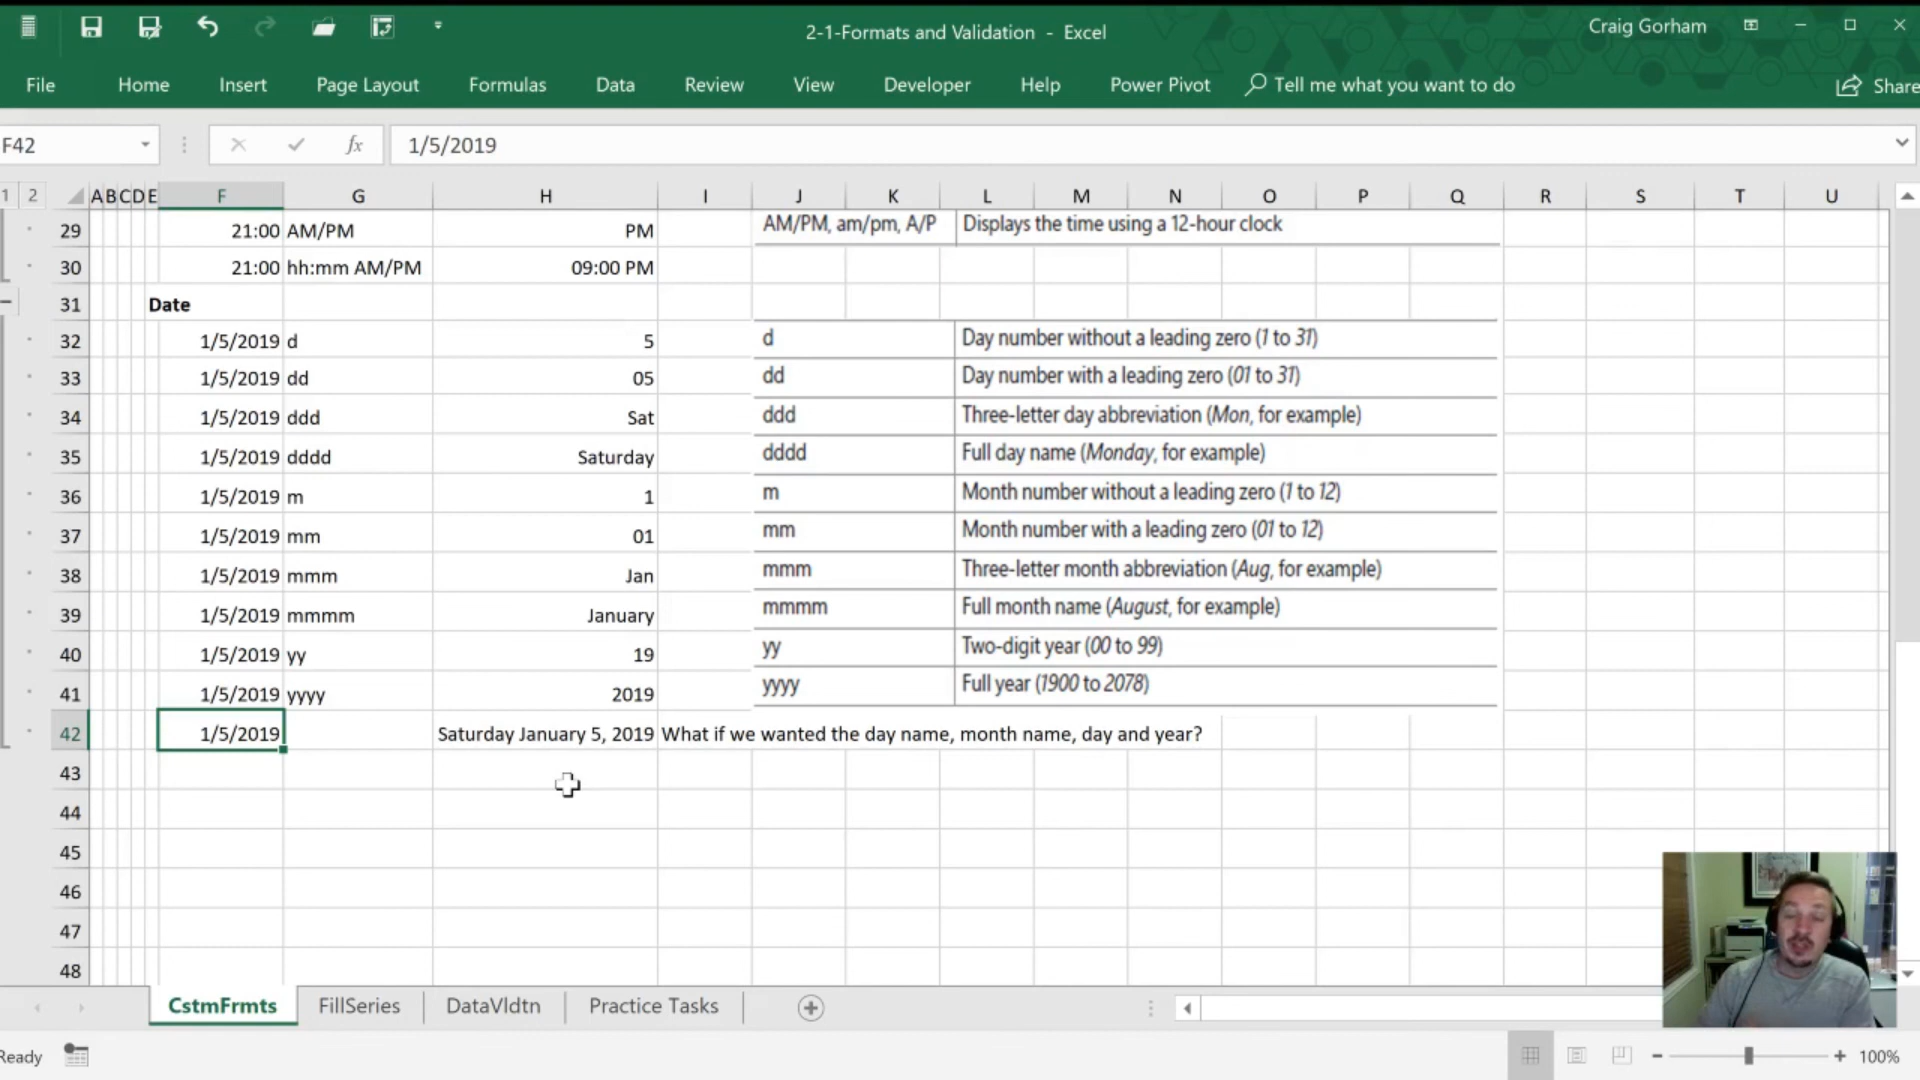 2-1-Formats and Validation - Excel
Craig Gorham
File Home Insert Page Layout Formulas Data Review View Developer Help Power Pivot Tell me what you want to do Share
F42 fx 1/5/2019
1 2 A B C D E F G H I J K L M N O P Q R S T U
29 21:00 AM/PM PM AM/PM, am/pm, A/P Displays the time using a 12-hour clock
30 21:00 hh:mm AM/PM 09:00 PM
31 Date
32 1/5/2019 d 5 d Day number without a leading zero (1 to 31)
33 1/5/2019 dd 05 dd Day number with a leading zero (01 to 31)
34 1/5/2019 ddd Sat ddd Three-letter day abbreviation (Mon, for example)
35 1/5/2019 dddd Saturday dddd Full day name (Monday, for example)
36 1/5/2019 m 1 m Month number without a leading zero (1 to 12)
37 1/5/2019 mm 01 mm Month number with a leading zero (01 to 12)
38 1/5/2019 mmm Jan mmm Three-letter month abbreviation (Aug, for example)
39 1/5/2019 mmmm January mmmm Full month name (August, for example)
40 1/5/2019 yy 19 yy Two-digit year (00 to 99)
41 1/5/2019 yyyy 2019 yyyy Full year (1900 to 2078)
42 1/5/2019 Saturday January 5, 2019 What if we wanted the day name, month name, day and year?
43
44
45
46
47
48
CstmFrmts FillSeries DataVldtn Practice Tasks
Ready 100%